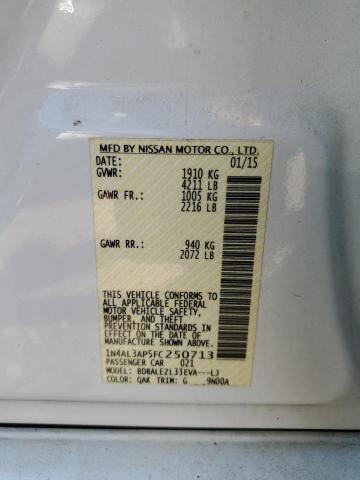 MFD BY NISSAN MOTOR CO., LTD.
DATE: 01/15
GVWR: 1910 KG
4211 LB
GAWR FR.: 1005 KG
2216 LB
GAWR RR.: 940 KG
2072 LB
THIS VEHICLE CONFORMS TO
ALL APPLICABLE FEDERAL
MOTOR VEHICLE SAFETY,
BUMPER, AND THEFT
PREVENTION STANDARDS IN
EFFECT ON THE DATE OF
MANUFACTURE SHOWN ABOVE.
1N4AL3AP5FC250713
PASSENGER CAR 021
MODEL: BDBALEZL33EVA---LJ
COLOR: QAK TRIM: G 9N00A